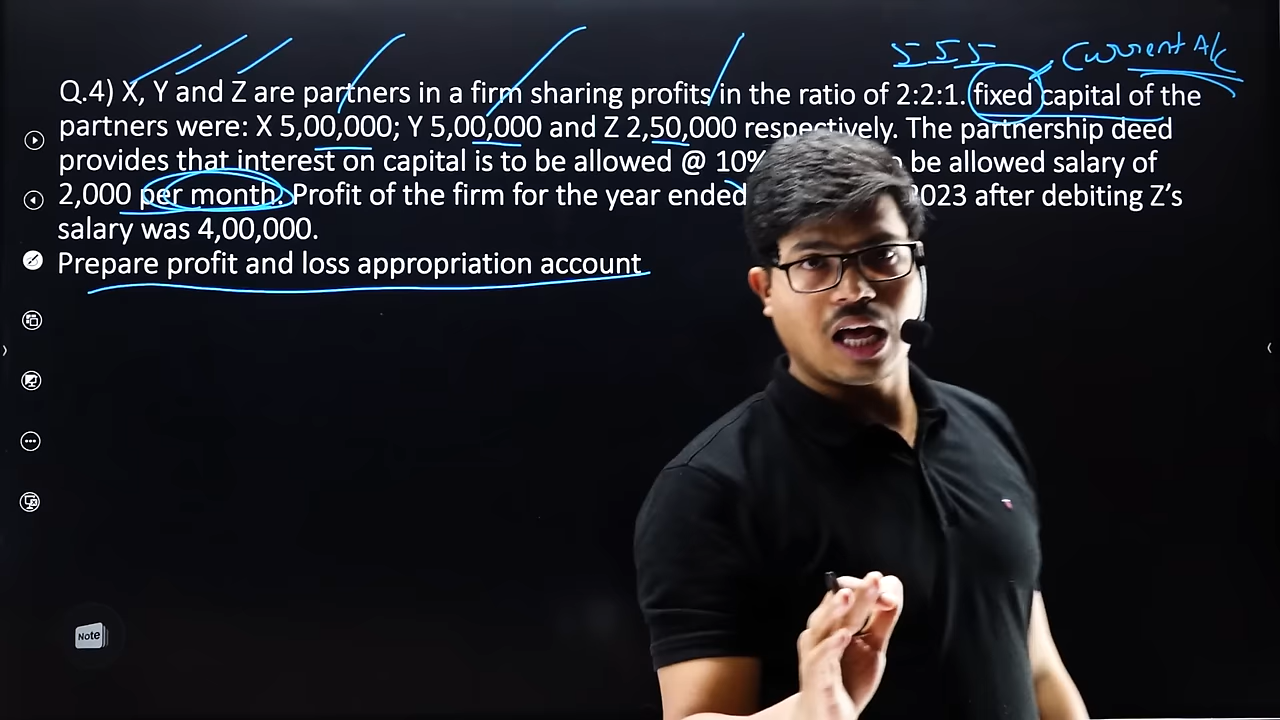 5 5 5 Current A/c
Q.4) X, Y and Z are partners in a firm sharing profits in the ratio of 2:2:1. fixed capital of the
partners were: X 5,00,000; Y 5,00,000 and Z 2,50,000 respectively. The partnership deed
provides that interest on capital is to be allowed @ 10% be allowed salary of
2,000 per month. Profit of the firm for the year ended 2023 after debiting Z's
salary was 4,00,000.
Prepare profit and loss appropriation account
Note